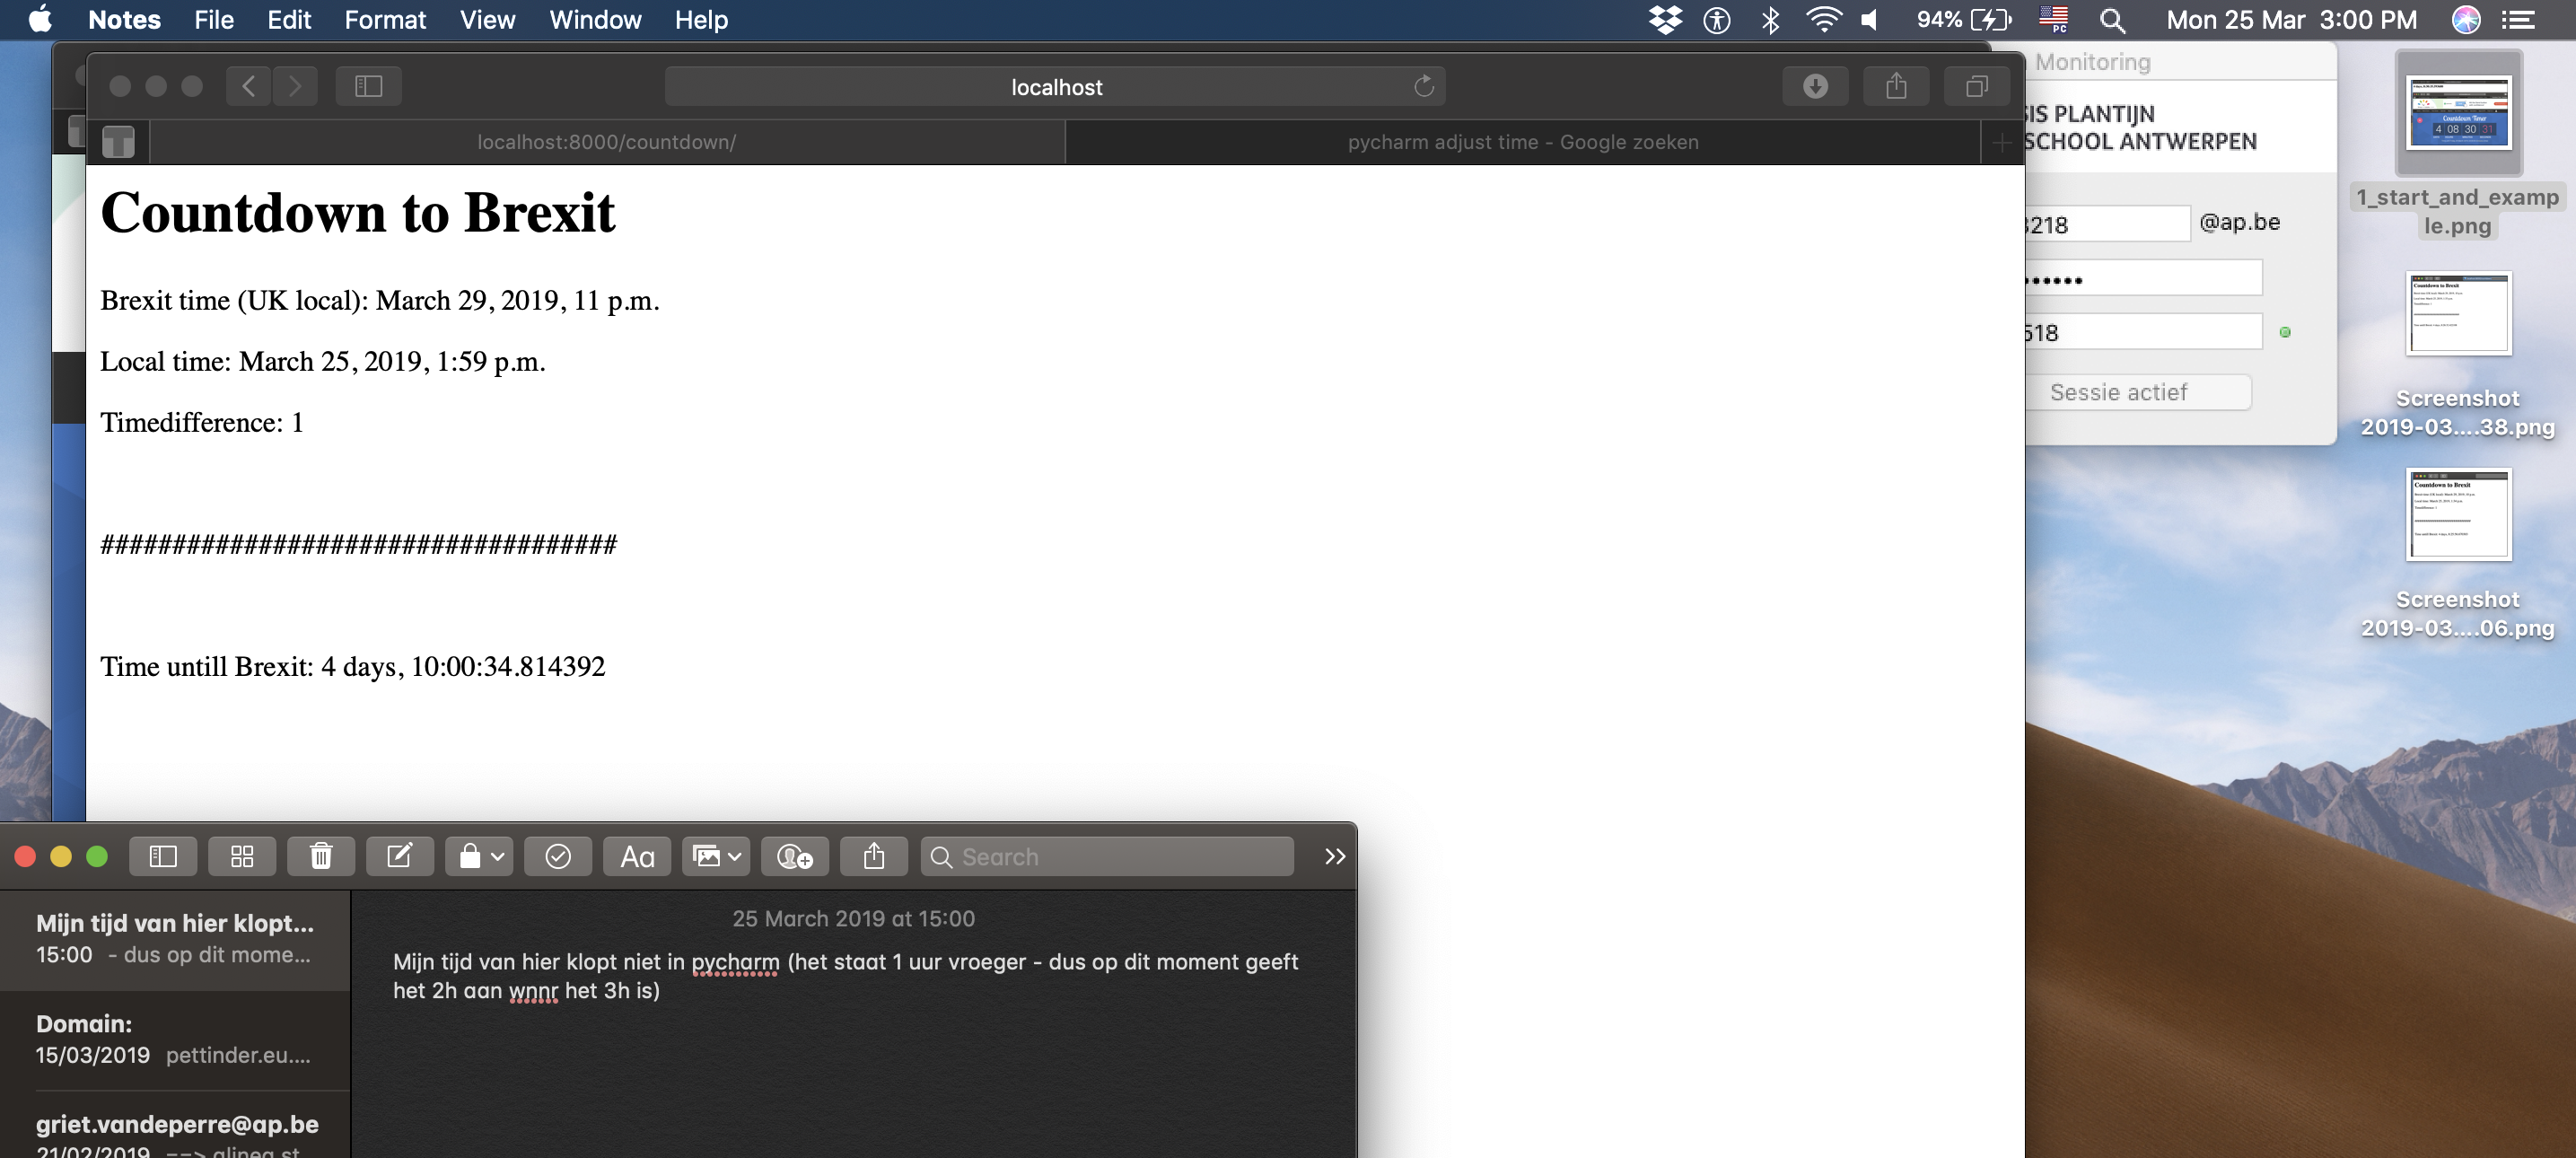 Notes File Edit Format View Window Help 94% PC Mon 25 Mar 3:00 PM
localhost
localhost:8000/countdown/ pycharm adjust time - Google zoeken
Countdown to Brexit
Brexit time (UK local): March 29, 2019, 11 p.m.
Local time: March 25, 2019, 1:59 p.m.
Timedifference: 1
####################################
Time untill Brexit: 4 days, 10:00:34.814392
Monitoring
SIS PLANTIJN
SCHOOL ANTWERPEN
3218 @ap.be
518
Sessie actief
1_start_and_examp
le.png
Screenshot
2019-03....38.png
Screenshot
2019-03....06.png
Aa Search
Mijn tijd van hier klopt...
15:00 - dus op dit mome...
Domain:
15/03/2019 pettinder.eu....
griet.vandeperre@ap.be
21/02/2019 ==> alinea st
25 March 2019 at 15:00
Mijn tijd van hier klopt niet in pycharm (het staat 1 uur vroeger - dus op dit moment geeft
het 2h aan wnnr het 3h is)